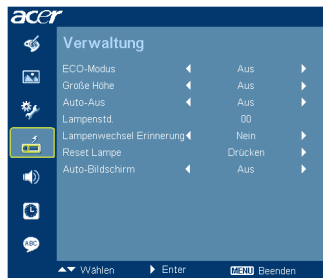 acer
Verwaltung
ECO-Modus Aus
Große Höhe Aus
Auto-Aus Aus
Lampenstd. 00
Lampenwechsel Erinnerung Nein
Reset Lampe Drücken
Auto-Bildschirm Aus
ABC
Wählen Enter MENU Beenden